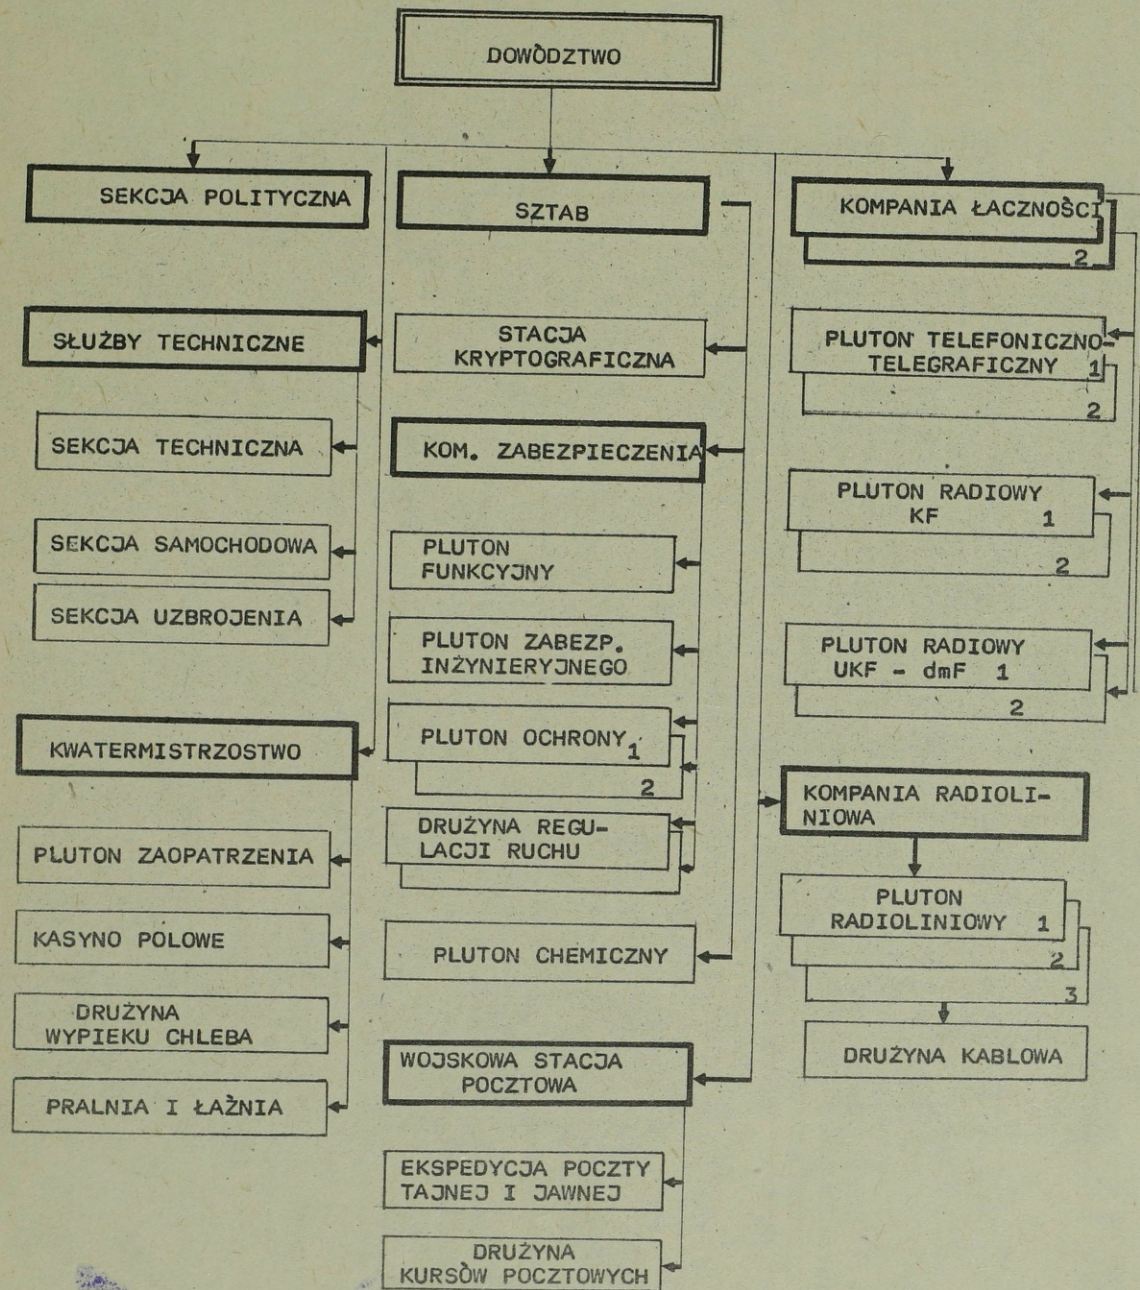 DOWÒDZTWO
SEKCJA POLITYCZNA
SŁUŻBY TECHNICZNE
SEKCJA TECHNICZNA
SEKCJA SAMOCHODOWA
SEKCJA UZBROJENIA
KWATERMISTRZOSTWO
PLUTON ZAOPATRZENIA
KASYNO POLOWE
DRUŻYNA
WYPIEKU CHLEBA
PRALNIA I ŁAŹNIA
SZTAB
STACJA
KRYPTOGRAFICZNA
KOM. ZABEZPIECZENIA
PLUTON
FUNKCYJNY
PLUTON ZABEZP.
INŻYNIERYJNEGO
PLUTON OCHRONY 1
2
DRUŻYNA REGU-
LACJI RUCHU
PLUTON CHEMICZNY
WOJSKOWA STACJA
POCZTOWA
EKSPEDYCJA POCZTY
TAJNEJ I JAWNEJ
DRUŻYNA
KURSÒW POCZTOWYCH
KOMPANIA ŁACZNOŚCI
2
PLUTON TELEFONICZNO-
TELEGRAFICZNY 1
2
PLUTON RADIOWY
KF 1
2
PLUTON RADIOWY
UKF - dmF 1
2
KOMPANIA RADIOLI-
NIOWA
PLUTON
RADIOLINIOWY 1
2
3
DRUŻYNA KABLOWA